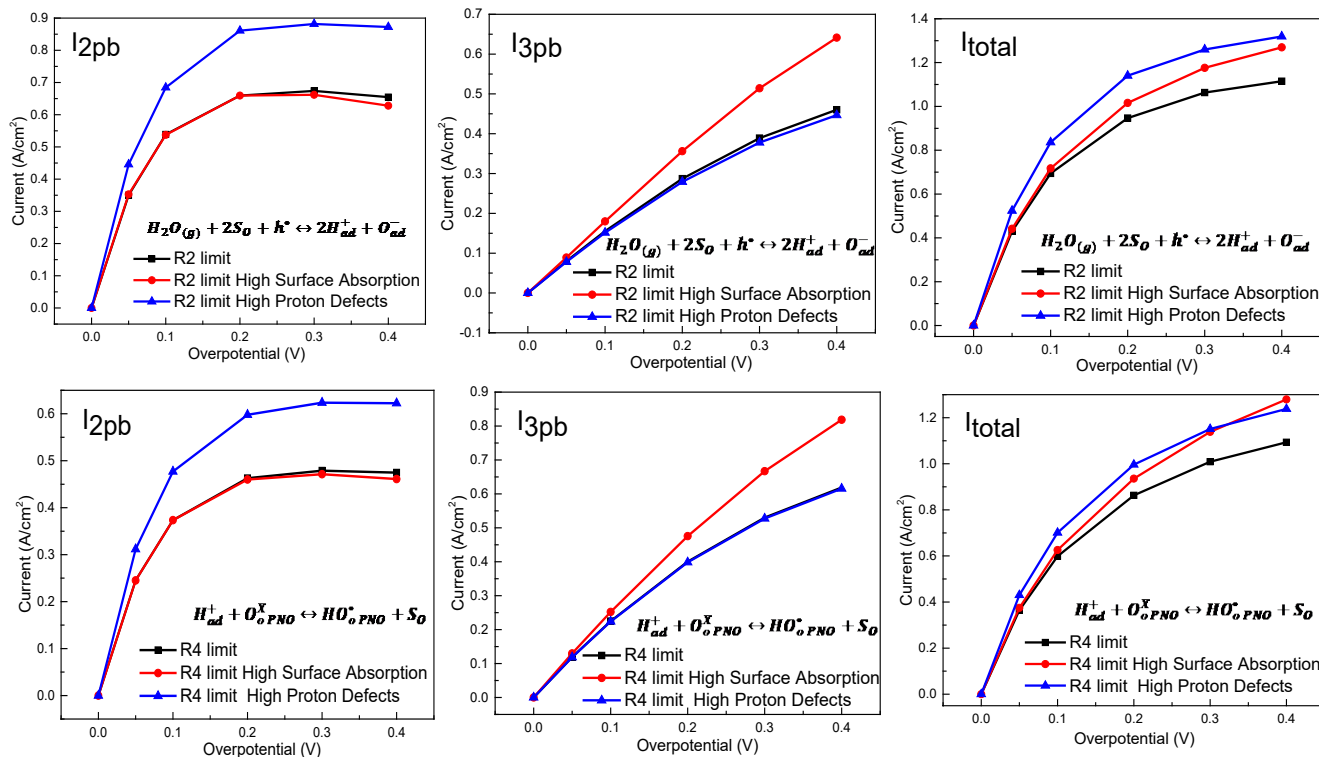 I2pb
Current (A/cm²)
0.9
0.8
0.7
0.6
0.5
0.4
0.3
0.2
0.1
0.0
H₂O(g) + 2S_O + h• ↔ 2H⁺ad + O⁻ad
R2 limit
R2 limit High Surface Absorption
R2 limit High Proton Defects
0.0 0.1 0.2 0.3 0.4
Overpotential (V)
I3pb
Current (A/cm²)
0.8
0.7
0.6
0.5
0.4
0.3
0.2
0.1
0.0
-0.1
H₂O(g) + 2S_O + h• ↔ 2H⁺ad + O⁻ad
R2 limit
R2 limit High Surface Absorption
R2 limit High Proton Defects
0.0 0.1 0.2 0.3 0.4
Overpotential (V)
Itotal
Current (A/cm²)
1.4
1.2
1.0
0.8
0.6
0.4
0.2
0.0
H₂O(g) + 2S_O + h• ↔ 2H⁺ad + O⁻ad
R2 limit
R2 limit High Surface Absorption
R2 limit High Proton Defects
0.0 0.1 0.2 0.3 0.4
Overpotential (V)
I2pb
Current (A/cm²)
0.6
0.5
0.4
0.3
0.2
0.1
0.0
H⁺ad + O^X_o PNO ↔ HO•_o PNO + S_O
R4 limit
R4 limit High Surface Absorption
R4 limit High Proton Defects
0.0 0.1 0.2 0.3 0.4
Overpotential (V)
I3pb
Current (A/cm²)
0.9
0.8
0.7
0.6
0.5
0.4
0.3
0.2
0.1
0.0
H⁺ad + O^X_o PNO ↔ HO•_o PNO + S_O
R4 limit
R4 limit High Surface Absorption
R4 limit High Proton Defects
0.0 0.1 0.2 0.3 0.4
Overpotential (V)
Itotal
Current (A/cm²)
1.2
1.0
0.8
0.6
0.4
0.2
0.0
H⁺ad + O^X_o PNO ↔ HO•_o PNO + S_O
R4 limit
R4 limit High Surface Absorption
R4 limit High Proton Defects
0.0 0.1 0.2 0.3 0.4
Overpotential (V)